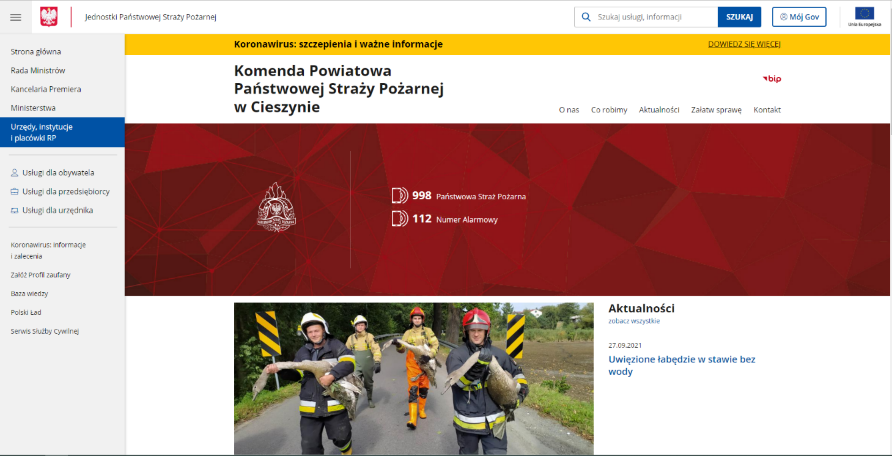 Jednostki Państwowej Straży Pożarnej
Szukaj usługi, informacji
SZUKAJ
Mój Gov
Unia Europejska
Strona główna
Rada Ministrów
Kancelaria Premiera
Ministerstwa
Urzędy, instytucje
i placówki RP
Usługi dla obywatela
Usługi dla przedsiębiorcy
Usługi dla urzędnika
Koronawirus: informacje
i zalecenia
Załóż Profil zaufany
Baza wiedzy
Polski Ład
Serwis Służby Cywilnej
Koronawirus: szczepienia i ważne informacje
DOWIEDZ SIĘ WIĘCEJ
Komenda Powiatowa
Państwowej Straży Pożarnej
w Cieszynie
bip
O nas
Co robimy
Aktualności
Załatw sprawę
Kontakt
998 Państwowa Straż Pożarna
112 Numer Alarmowy
Aktualności
zobacz wszystkie
27.09.2021
Uwięzione łabędzie w stawie bez
wody